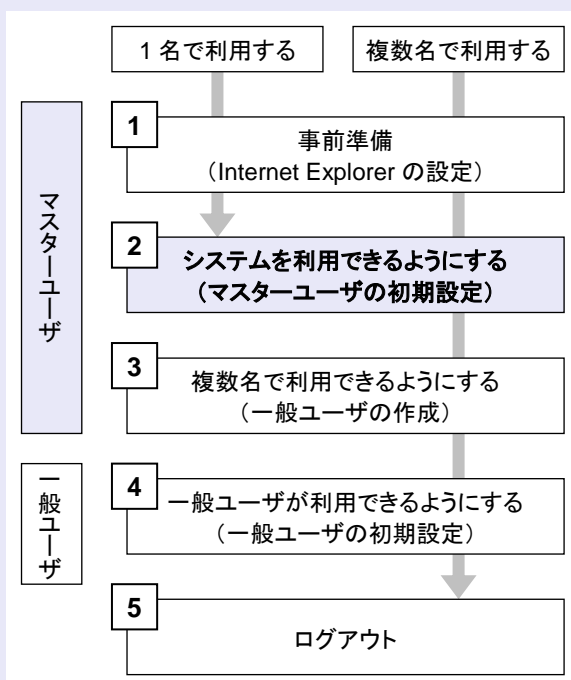 1 名で利用する
複数名で利用する
マスターユーザ
1
事前準備
（Internet Explorer の設定）
2
システムを利用できるようにする
（マスターユーザの初期設定）
3
複数名で利用できるようにする
（一般ユーザの作成）
一般ユーザ
4
一般ユーザが利用できるようにする
（一般ユーザの初期設定）
5
ログアウト